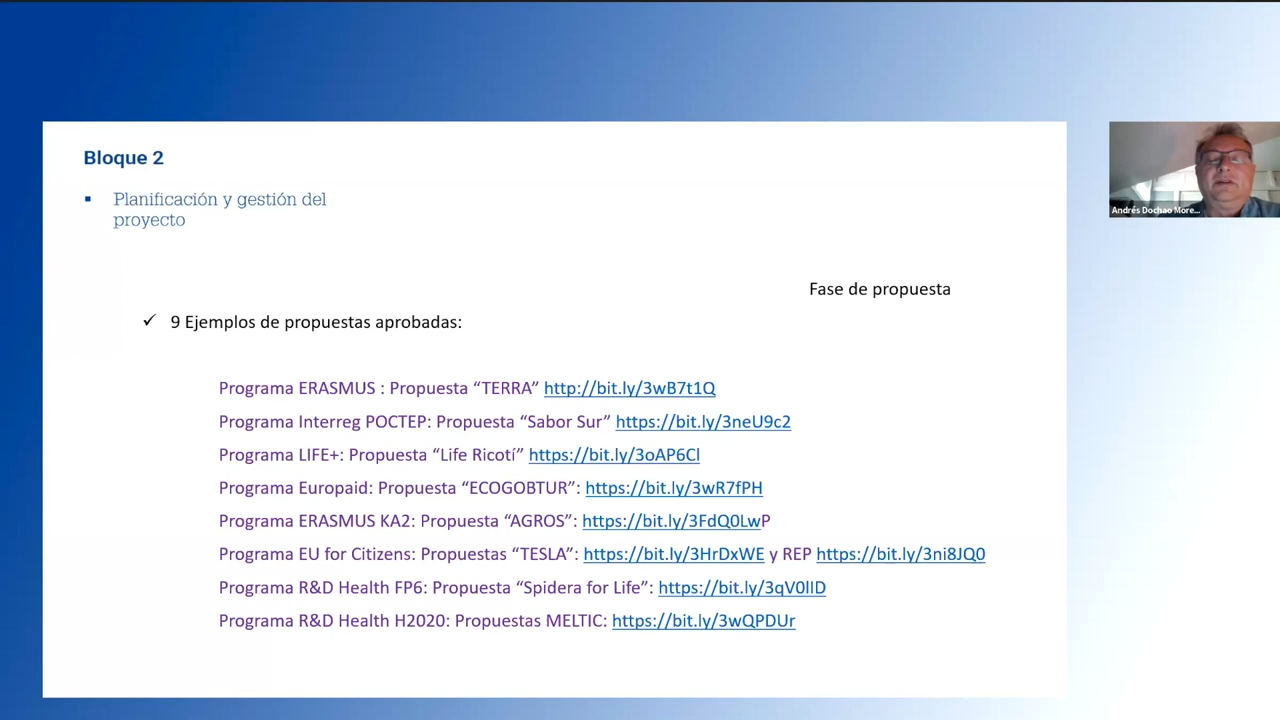 Bloque 2
▪ Planificación y gestión del
proyecto
Fase de propuesta
✓ 9 Ejemplos de propuestas aprobadas:
Programa ERASMUS : Propuesta “TERRA” http://bit.ly/3wB7t1Q
Programa Interreg POCTEP: Propuesta “Sabor Sur” https://bit.ly/3neU9c2
Programa LIFE+: Propuesta “Life Ricotí” https://bit.ly/3oAP6Cl
Programa Europaid: Propuesta “ECOGOBTUR”: https://bit.ly/3wR7fPH
Programa ERASMUS KA2: Propuesta “AGROS”: https://bit.ly/3FdQ0LwP
Programa EU for Citizens: Propuestas “TESLA”: https://bit.ly/3HrDxWE y REP https://bit.ly/3ni8JQ0
Programa R&D Health FP6: Propuesta “Spidera for Life”: https://bit.ly/3qV0lID
Programa R&D Health H2020: Propuestas MELTIC: https://bit.ly/3wQPDUr
Andrés Dochao More...